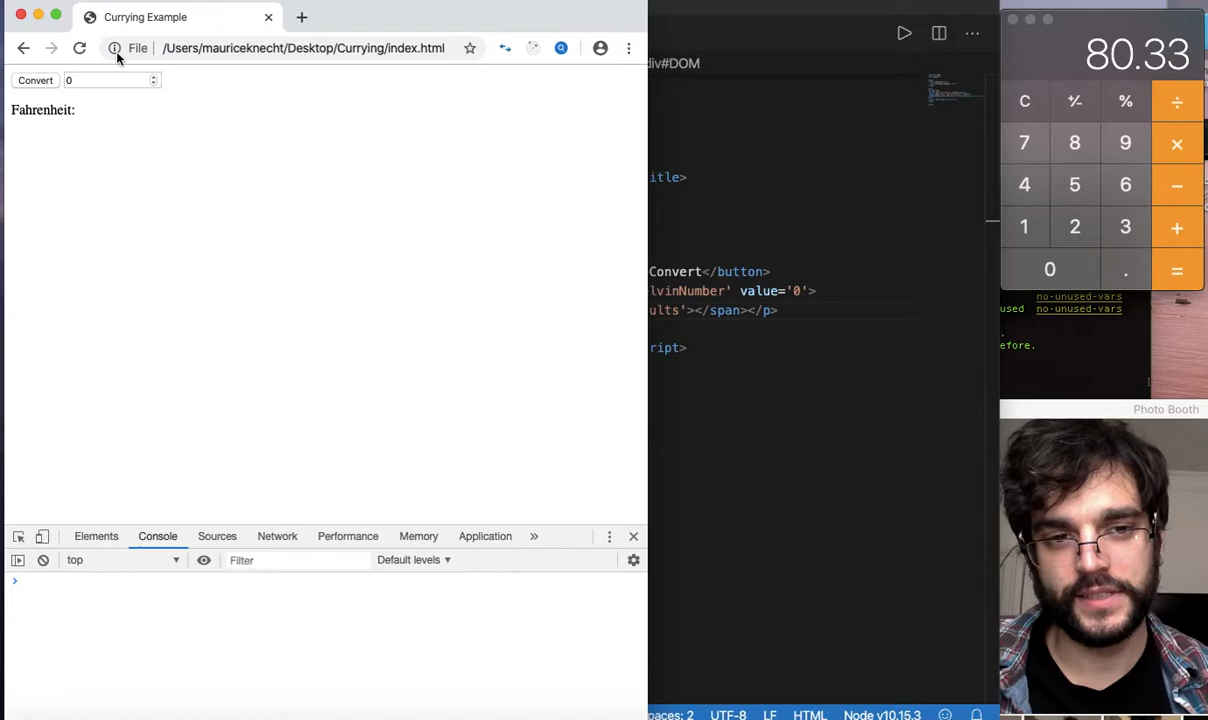 Currying Example
File /Users/mauriceknecht/Desktop/Currying/index.html
Convert 0
Fahrenheit:
Elements Console Sources Network Performance Memory Application
top Filter Default levels
div#DOM
itle>
Convert</button>
lvinNumber' value='0'>
ults'></span></p>
ript>
paces: 2 UTF-8 LF HTML Node v10.15.3
80.33
C +/- % ÷
7 8 9 ×
4 5 6 −
1 2 3 +
0 . =
no-unused-vars
used no-unused-vars
efore.
Photo Booth